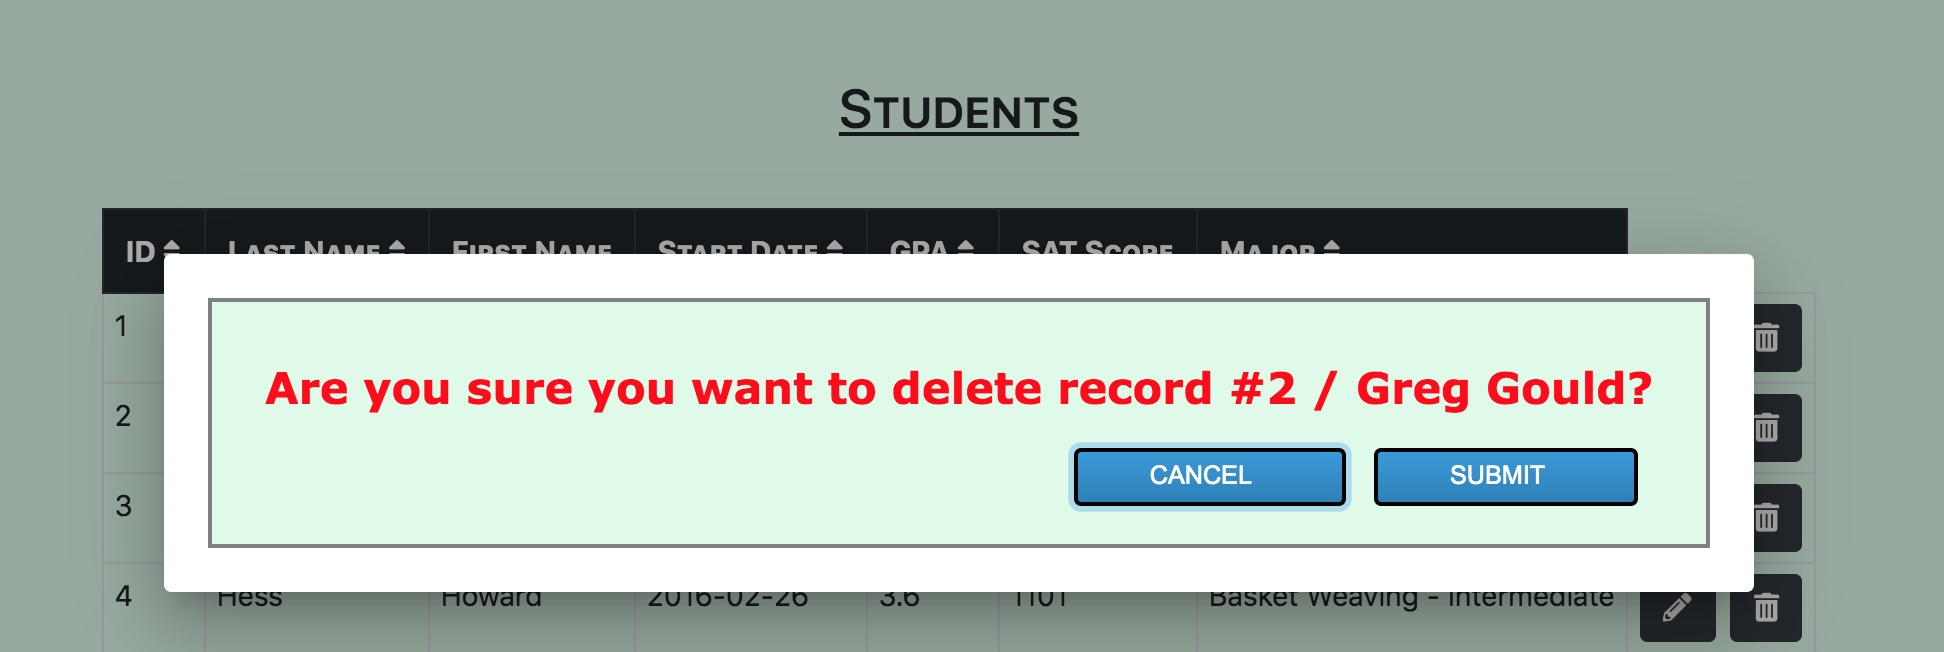 Students
ID Last Name First Name Start Date GPA SAT Score Major
1
Are you sure you want to delete record #2 / Greg Gould?
2
CANCEL SUBMIT
3
4 Hess Howard 2016-02-26 3.6 1101 Basket Weaving - Intermediate